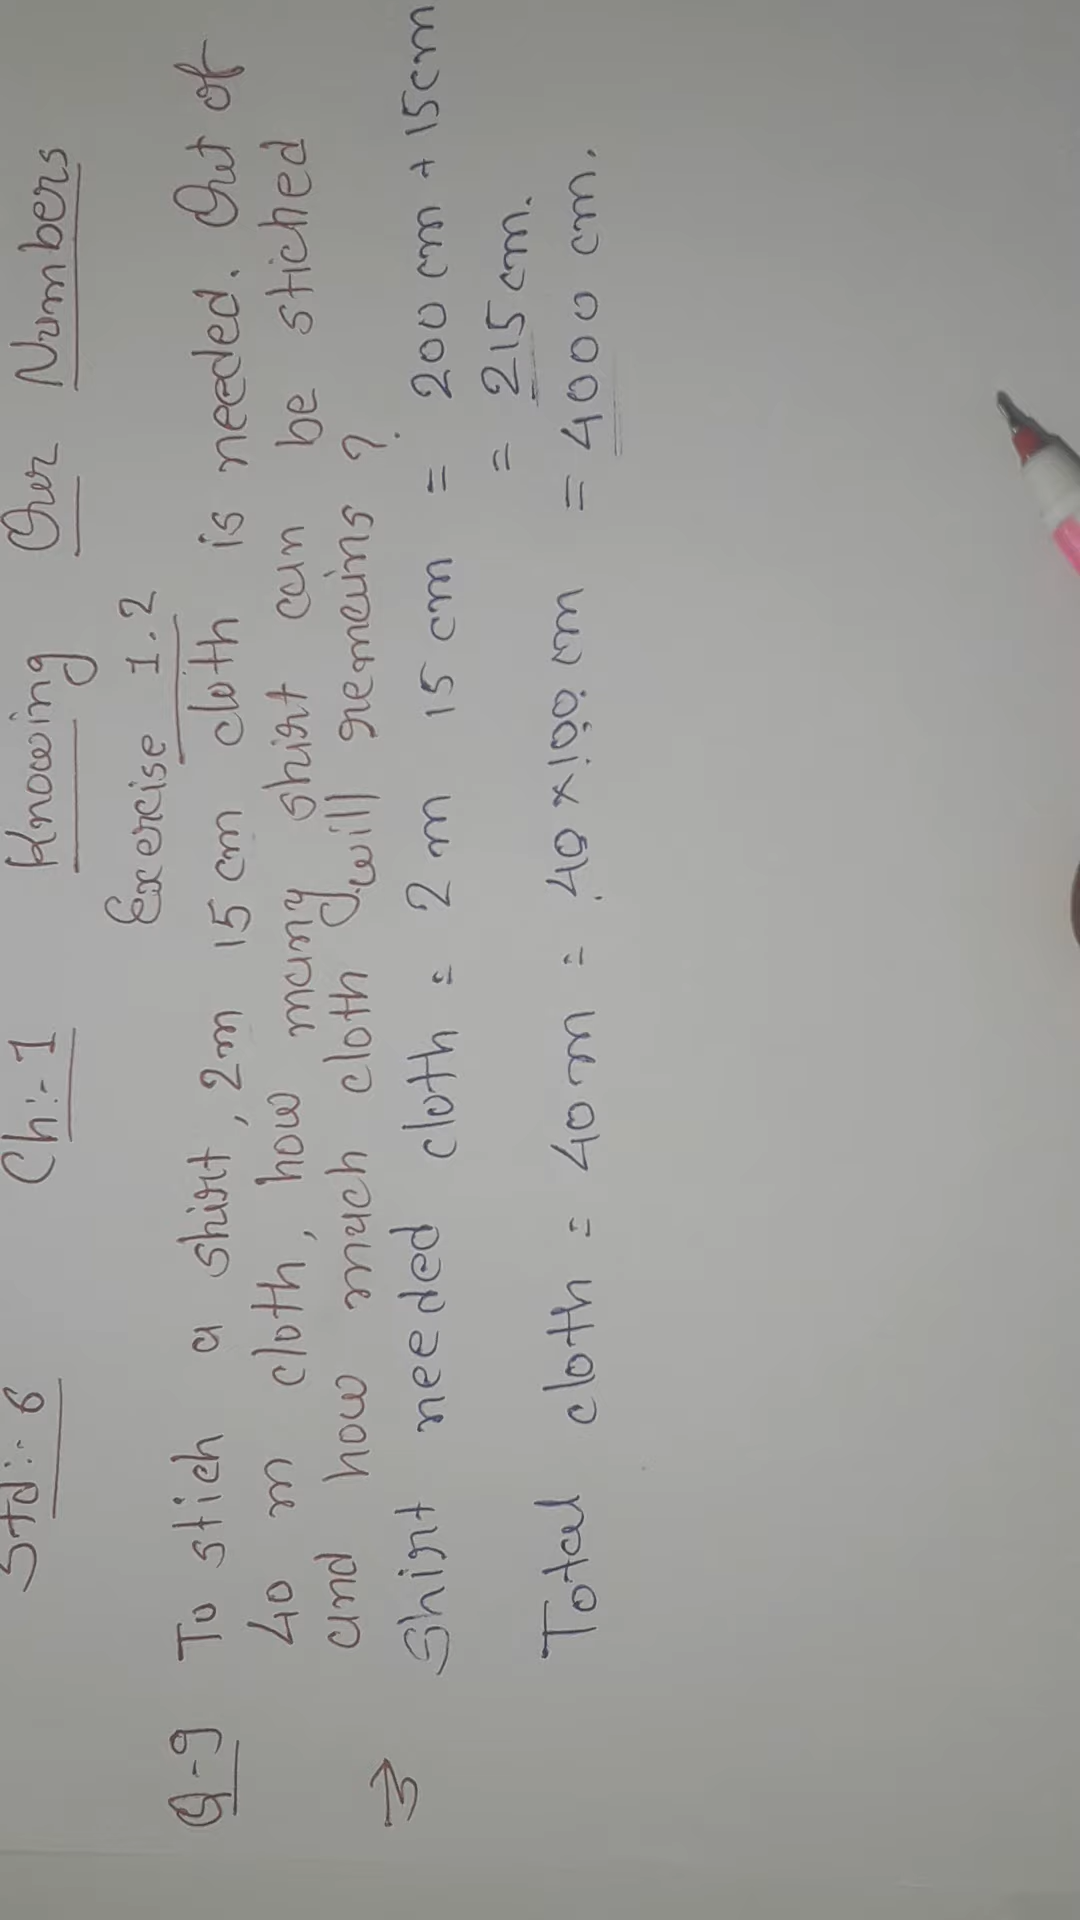 Std:- 6 Ch:- 1 Knowing Our Numbers
Exercise 1.2
Q-9 To stich a shirt, 2m 15 cm cloth is needed. Out of
40 m cloth, how many shirt can be stiched
and how much cloth will remains ?
⇒ Shirt needed cloth = 2 m 15 cm = 200 cm + 15cm
= 215 cm.
Total cloth = 40 m = 40 × 100 cm = 4000 cm.